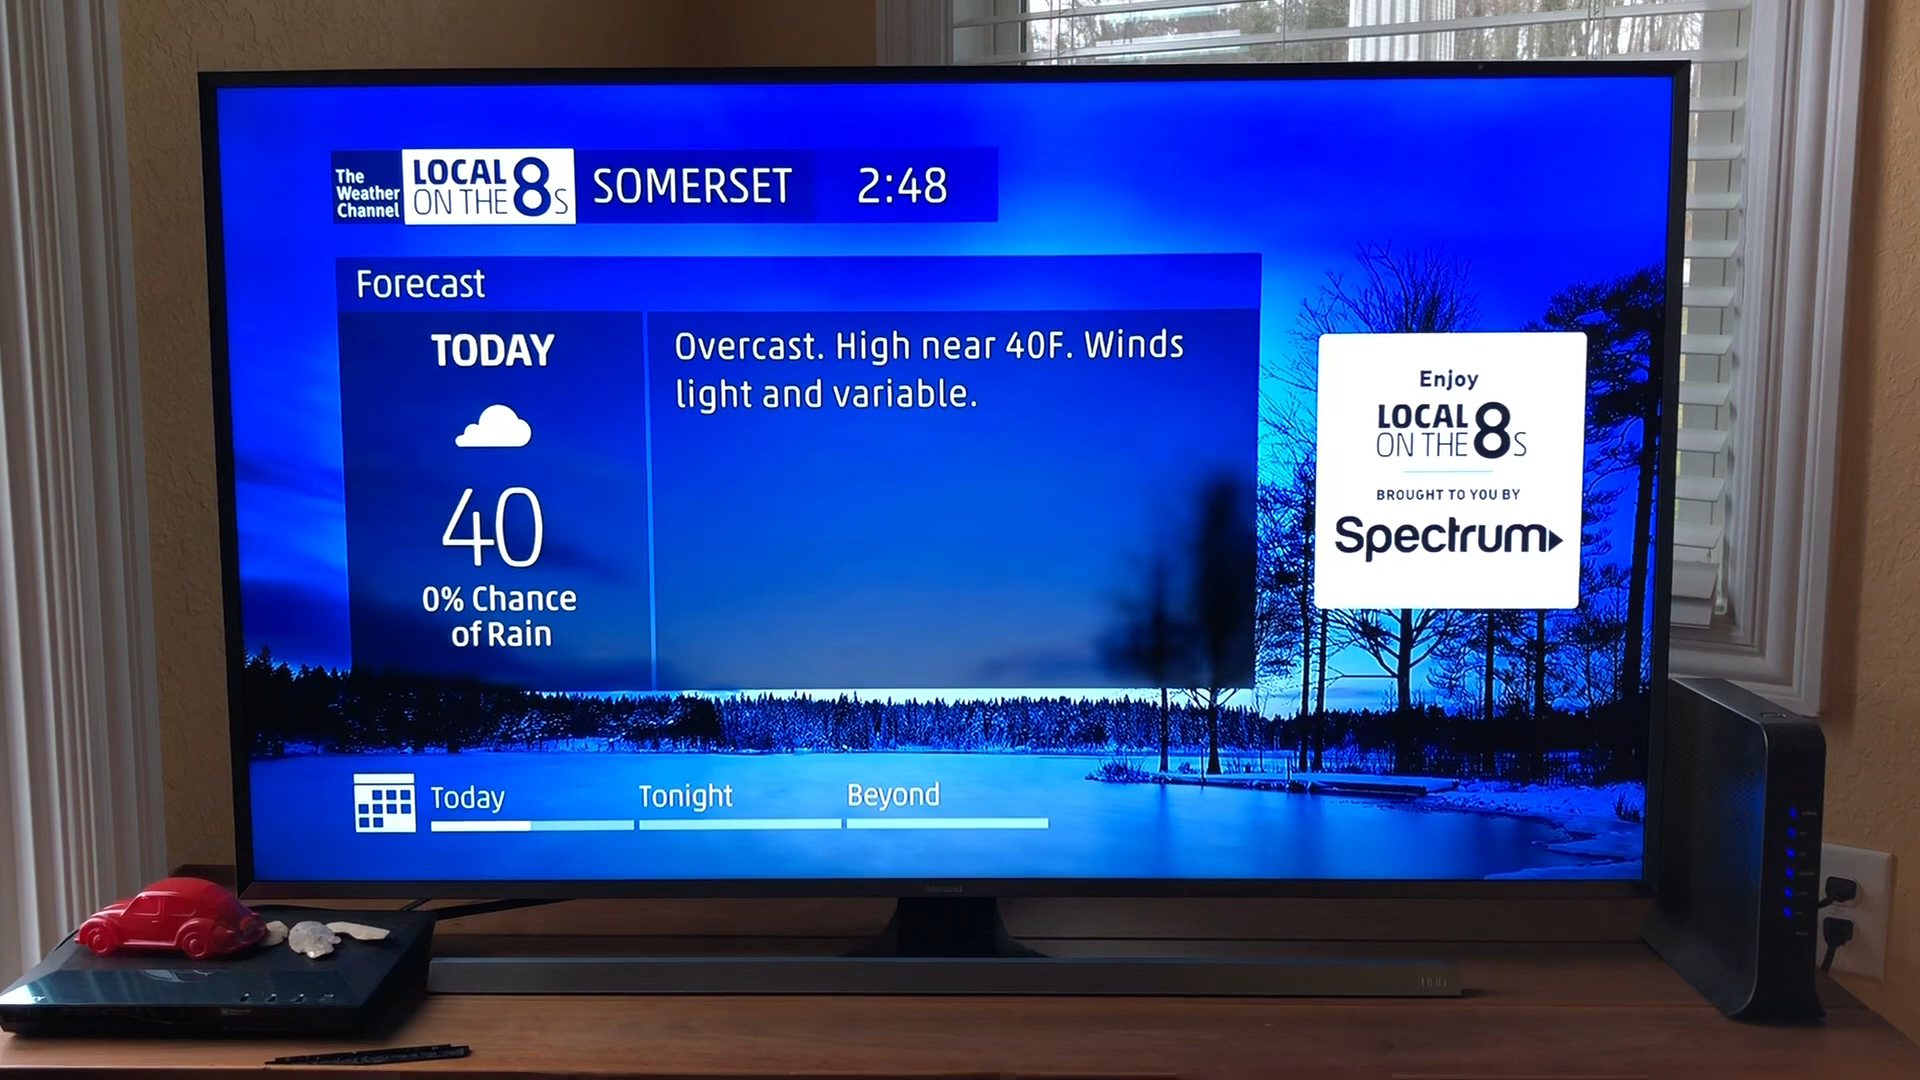 The
Weather
Channel
LOCAL
ON THE 8s
SOMERSET 2:48
Forecast
TODAY
40
0% Chance
of Rain
Overcast. High near 40F. Winds
light and variable.
Enjoy
LOCAL
ON THE 8s
BROUGHT TO YOU BY
Spectrum
Today Tonight Beyond
SAMSUNG